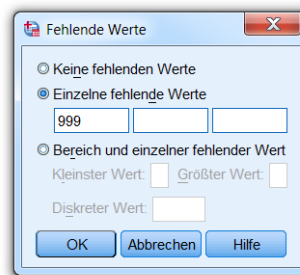 Fehlende Werte
Keine fehlenden Werte
Einzelne fehlende Werte
999
Bereich und einzelner fehlender Wert
Kleinster Wert: Größter Wert:
Diskreter Wert:
OK Abbrechen Hilfe